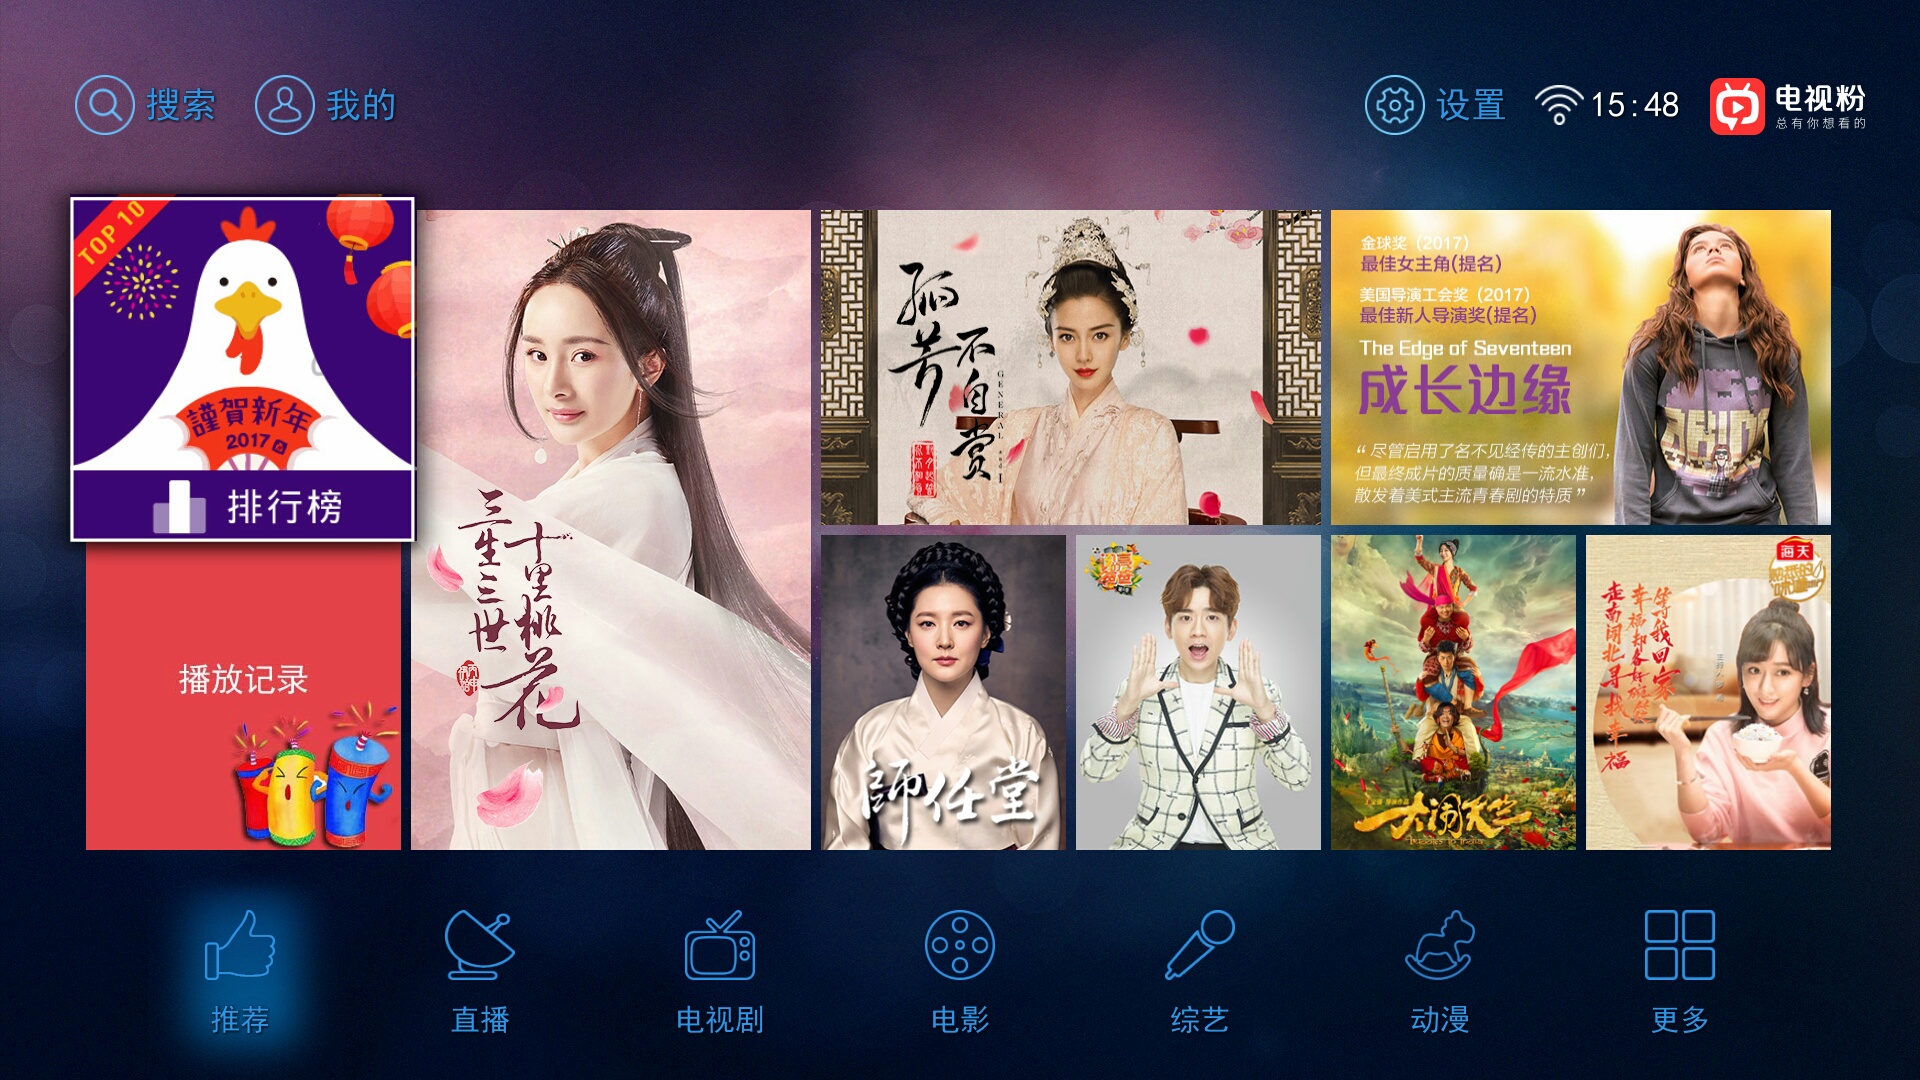 搜索
我的
设置
15:48
电视粉
总有你想看的
TOP 10
謹賀新年
2017
排行榜
播放记录
三生三世
十里桃花
孤芳不自赏
GENERAL and I
金球奖（2017）
最佳女主角(提名)
美国导演工会奖（2017）
最佳新人导演奖(提名)
The Edge of Seventeen
成长边缘
“尽管启用了名不见经传的主创们，
但最终成片的质量确是一流水准，
散发着美式主流青春剧的特质”
師任堂
大闹天竺
海天
等我回家
幸福
走南闯北寻找幸福
推荐
直播
电视剧
电影
综艺
动漫
更多